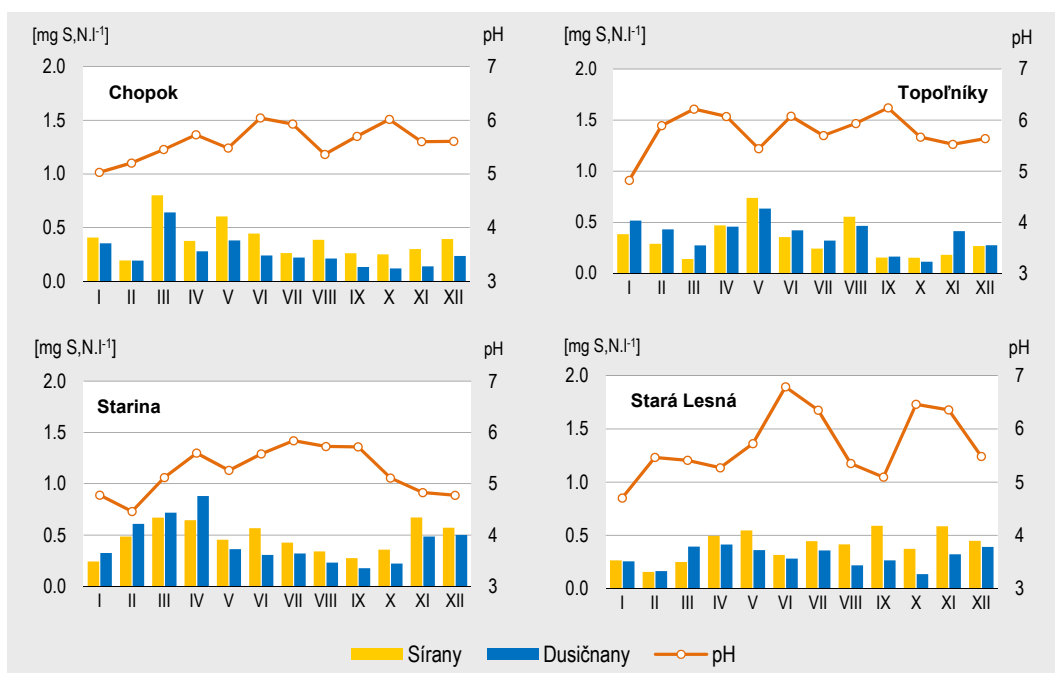 [mg S,N.l-1] pH
2.0 7
Chopok
1.5 6
1.0 5
0.5 4
0.0 3
I II III IV V VI VII VIII IX X XI XII
[mg S,N.l-1] pH
2.0 7
Topoľníky
1.5 6
1.0 5
0.5 4
0.0 3
I II III IV V VI VII VIII IX X XI XII
[mg S,N.l-1] pH
2.0 7
Starina
1.5 6
1.0 5
0.5 4
0.0 3
I II III IV V VI VII VIII IX X XI XII
[mg S,N.l-1] pH
2.0 7
Stará Lesná
1.5 6
1.0 5
0.5 4
0.0 3
I II III IV V VI VII VIII IX X XI XII
Sírany Dusičnany pH